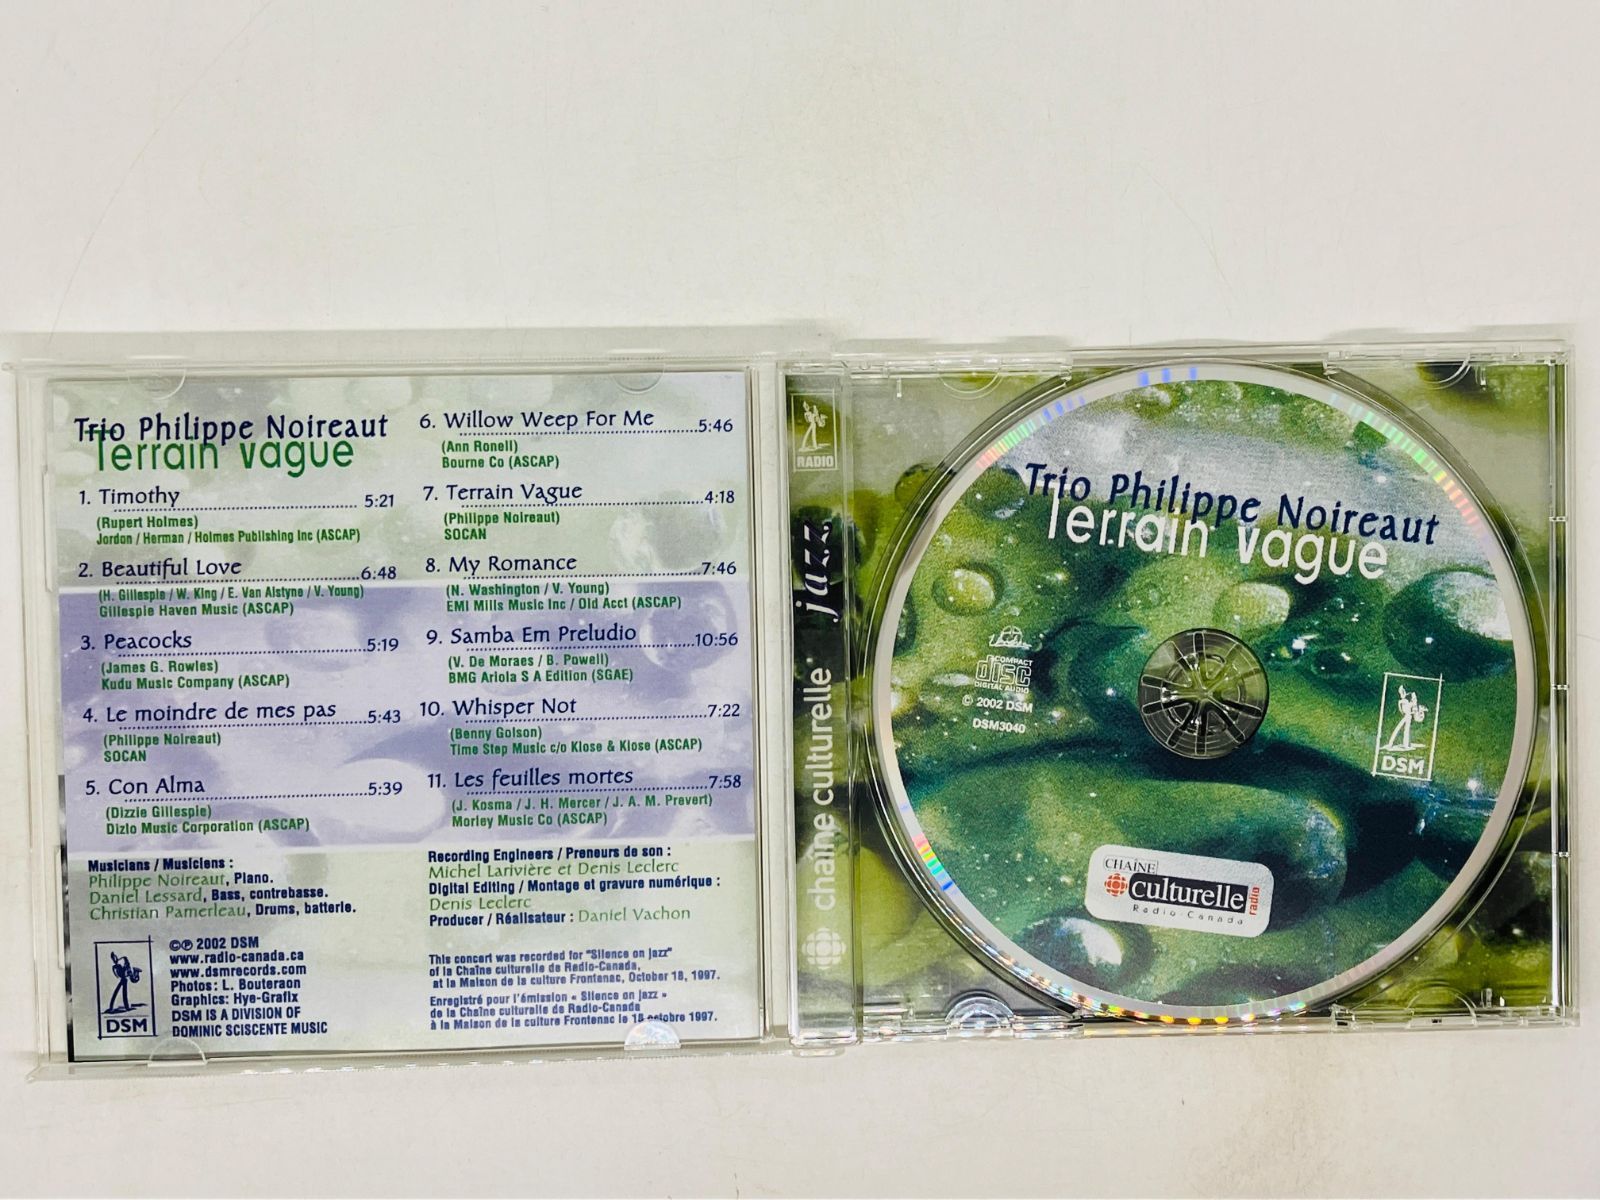 Trio Philippe Noireaut
Terrain vague
1. Timothy 5:21
(Rupert Holmes)
Jordon / Herman / Holmes Publishing Inc (ASCAP)
2. Beautiful Love 6:48
(H. Gillespie / W. King / E. Van Alstyne / V. Young)
Gillespie Haven Music (ASCAP)
3. Peacocks 5:19
(James G. Rowles)
Kudu Music Company (ASCAP)
4. Le moindre de mes pas 5:43
(Philippe Noireaut)
SOCAN
5. Con Alma 5:39
(Dizzie Gillespie)
Dizlo Music Corporation (ASCAP)
6. Willow Weep For Me 5:46
(Ann Ronell)
Bourne Co (ASCAP)
7. Terrain Vague 4:18
(Philippe Noireaut)
SOCAN
8. My Romance 7:46
(N. Washington / V. Young)
EMI Mills Music Inc / Old Acct (ASCAP)
9. Samba Em Preludio 10:56
(V. De Moraes / B. Powell)
BMG Ariola S A Edition (SGAE)
10. Whisper Not 7:22
(Benny Golson)
Time Step Music c/o Klose & Klose (ASCAP)
11. Les feuilles mortes 7:58
(J. Kosma / J. H. Mercer / J. A. M. Prevert)
Morley Music Co (ASCAP)
Musicians / Musiciens :
Philippe Noireaut, Piano.
Daniel Lessard, Bass, contrebasse.
Christian Pamerleau, Drums, batterie.
DSM
©℗ 2002 DSM
www.radio-canada.ca
www.dsmrecords.com
Photos: L. Bouteraon
Graphics: Hye-Grafix
DSM IS A DIVISION OF
DOMINIC SCISCENTE MUSIC
Recording Engineers / Preneurs de son :
Michel Larivière et Denis Leclerc
Digital Editing / Montage et gravure numérique :
Denis Leclerc
Producer / Réalisateur : Daniel Vachon
This concert was recorded for "Silence on jazz"
of la Chaîne culturelle de Radio-Canada,
at la Maison de la culture Frontenac, October 18, 1997.
Enregistré pour l'émission « Silence on jazz »
de la Chaîne culturelle de Radio-Canada
à la Maison de la culture Frontenac le 18 octobre 1997.
RADIO
chaîne culturelle jazz
Trio Philippe Noireaut
Terrain vague
COMPACT
disc
DIGITAL AUDIO
© 2002 DSM
DSM3040
DSM
CHAÎNE
culturelle
radio
Radio-Canada